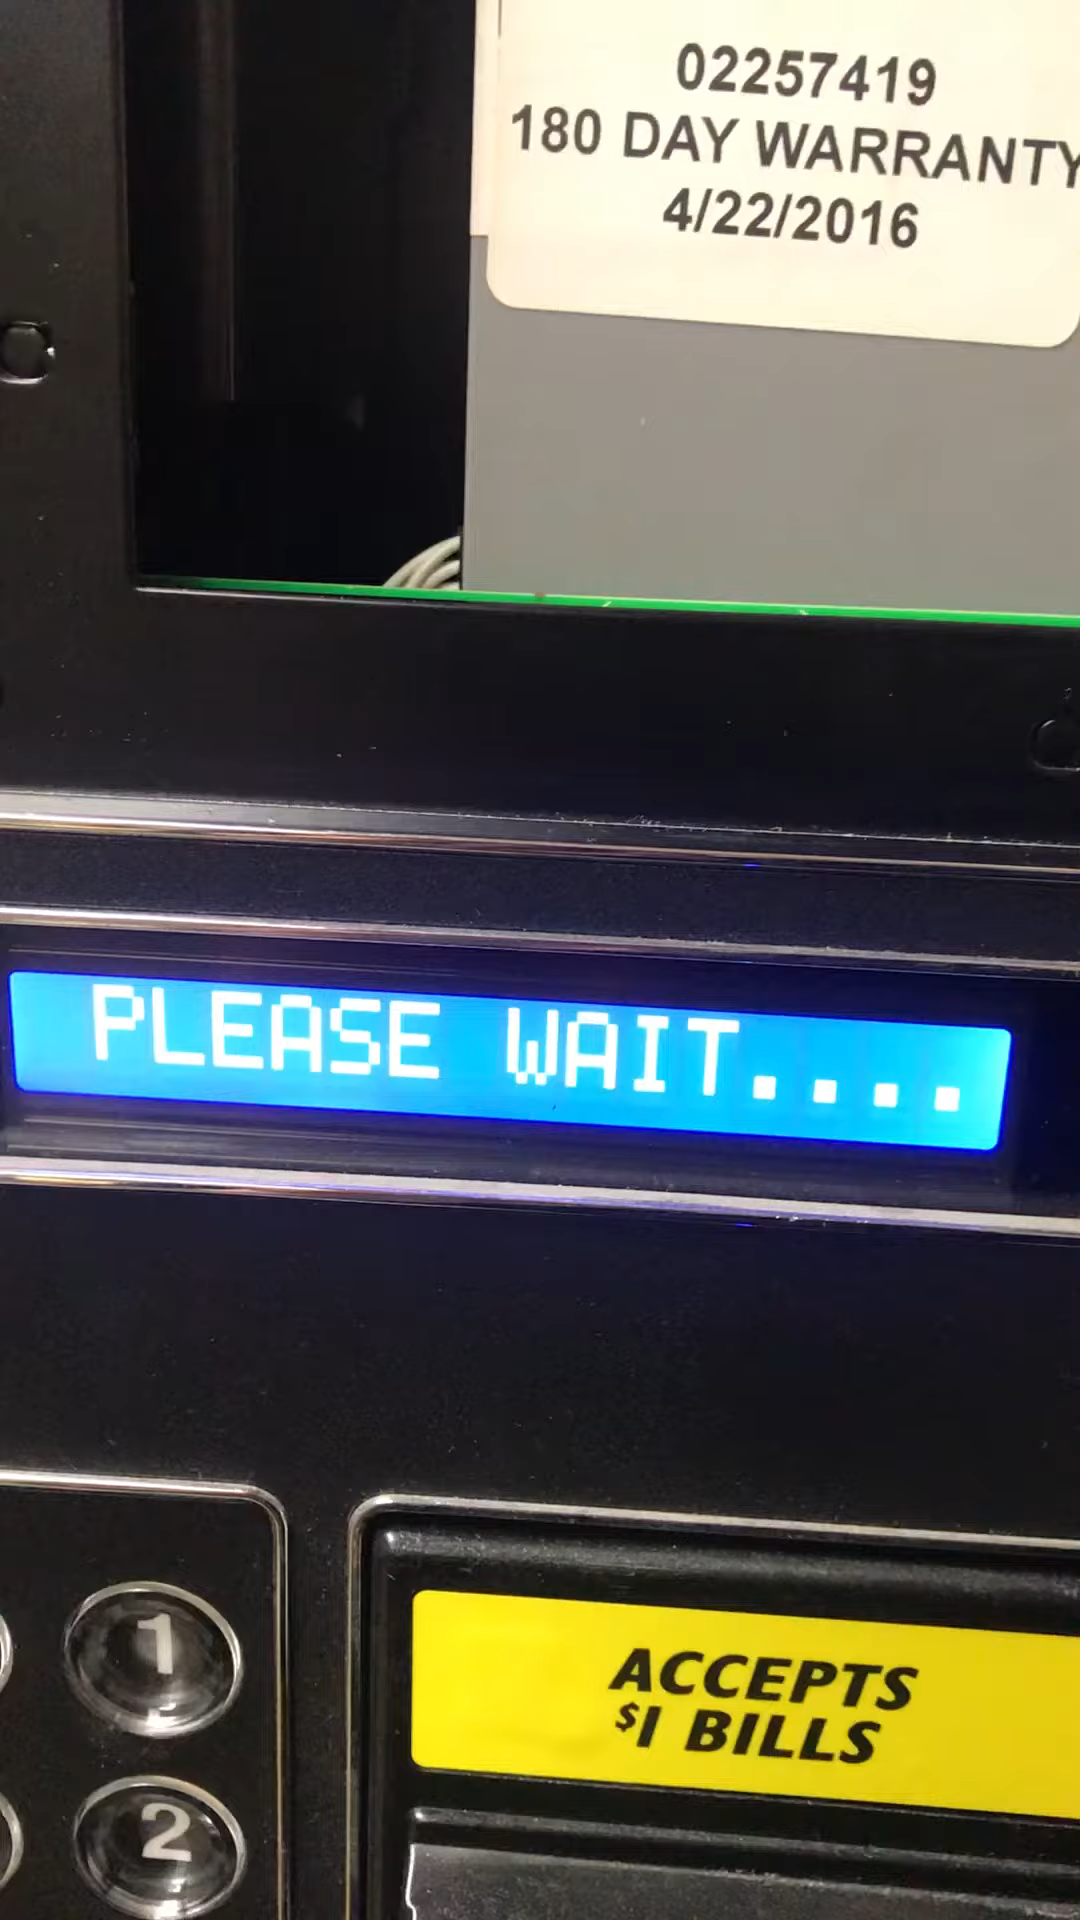 02257419
180 DAY WARRANTY
4/22/2016
PLEASE WAIT....
1
ACCEPTS
$1 BILLS
2